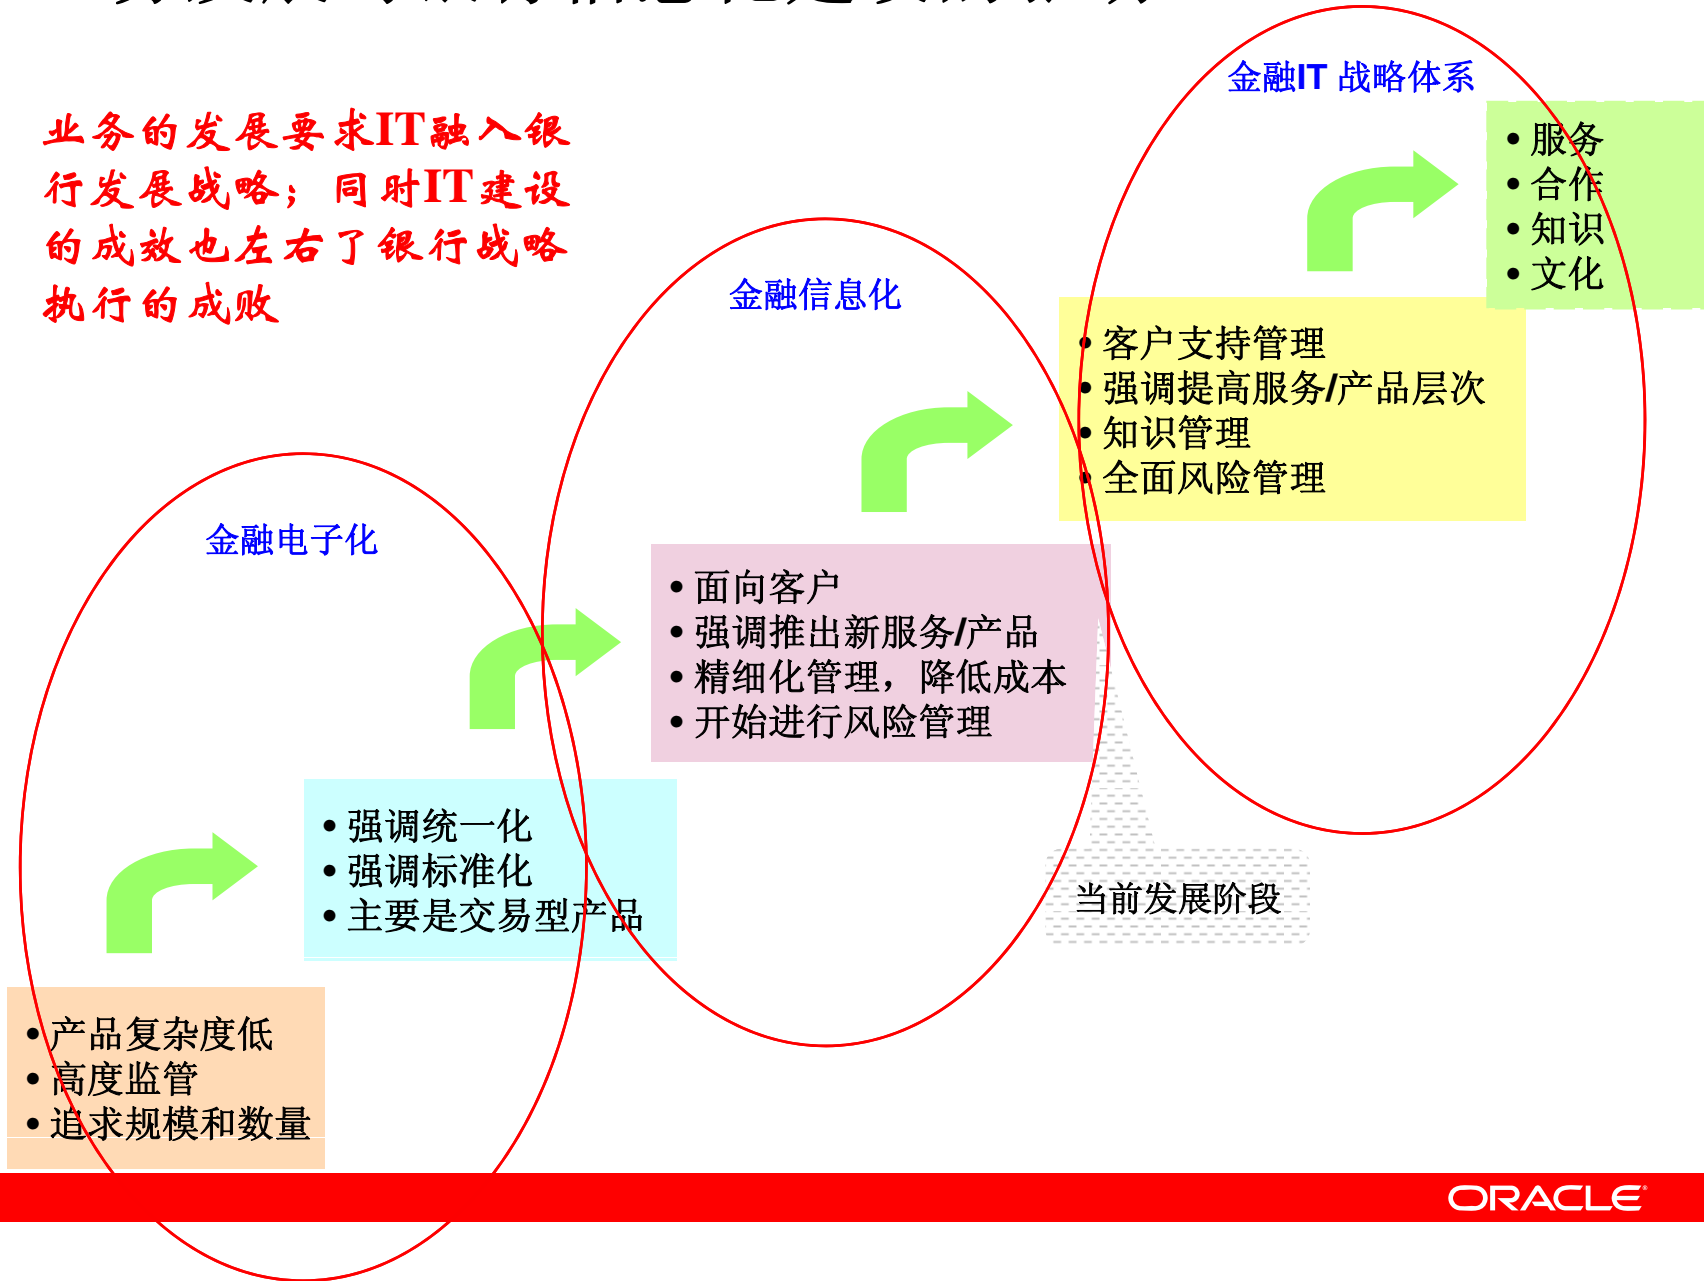 金融IT 战略体系
业务的发展要求IT融入银
行发展战略；同时IT建设
的成效也左右了银行战略
执行的成败
• 服务
• 合作
• 知识
• 文化
金融信息化
• 客户支持管理
• 强调提高服务/产品层次
• 知识管理
• 全面风险管理
金融电子化
• 面向客户
• 强调推出新服务/产品
• 精细化管理，降低成本
• 开始进行风险管理
• 强调统一化
• 强调标准化
• 主要是交易型产品
当前发展阶段
• 产品复杂度低
• 高度监管
• 追求规模和数量
ORACLE